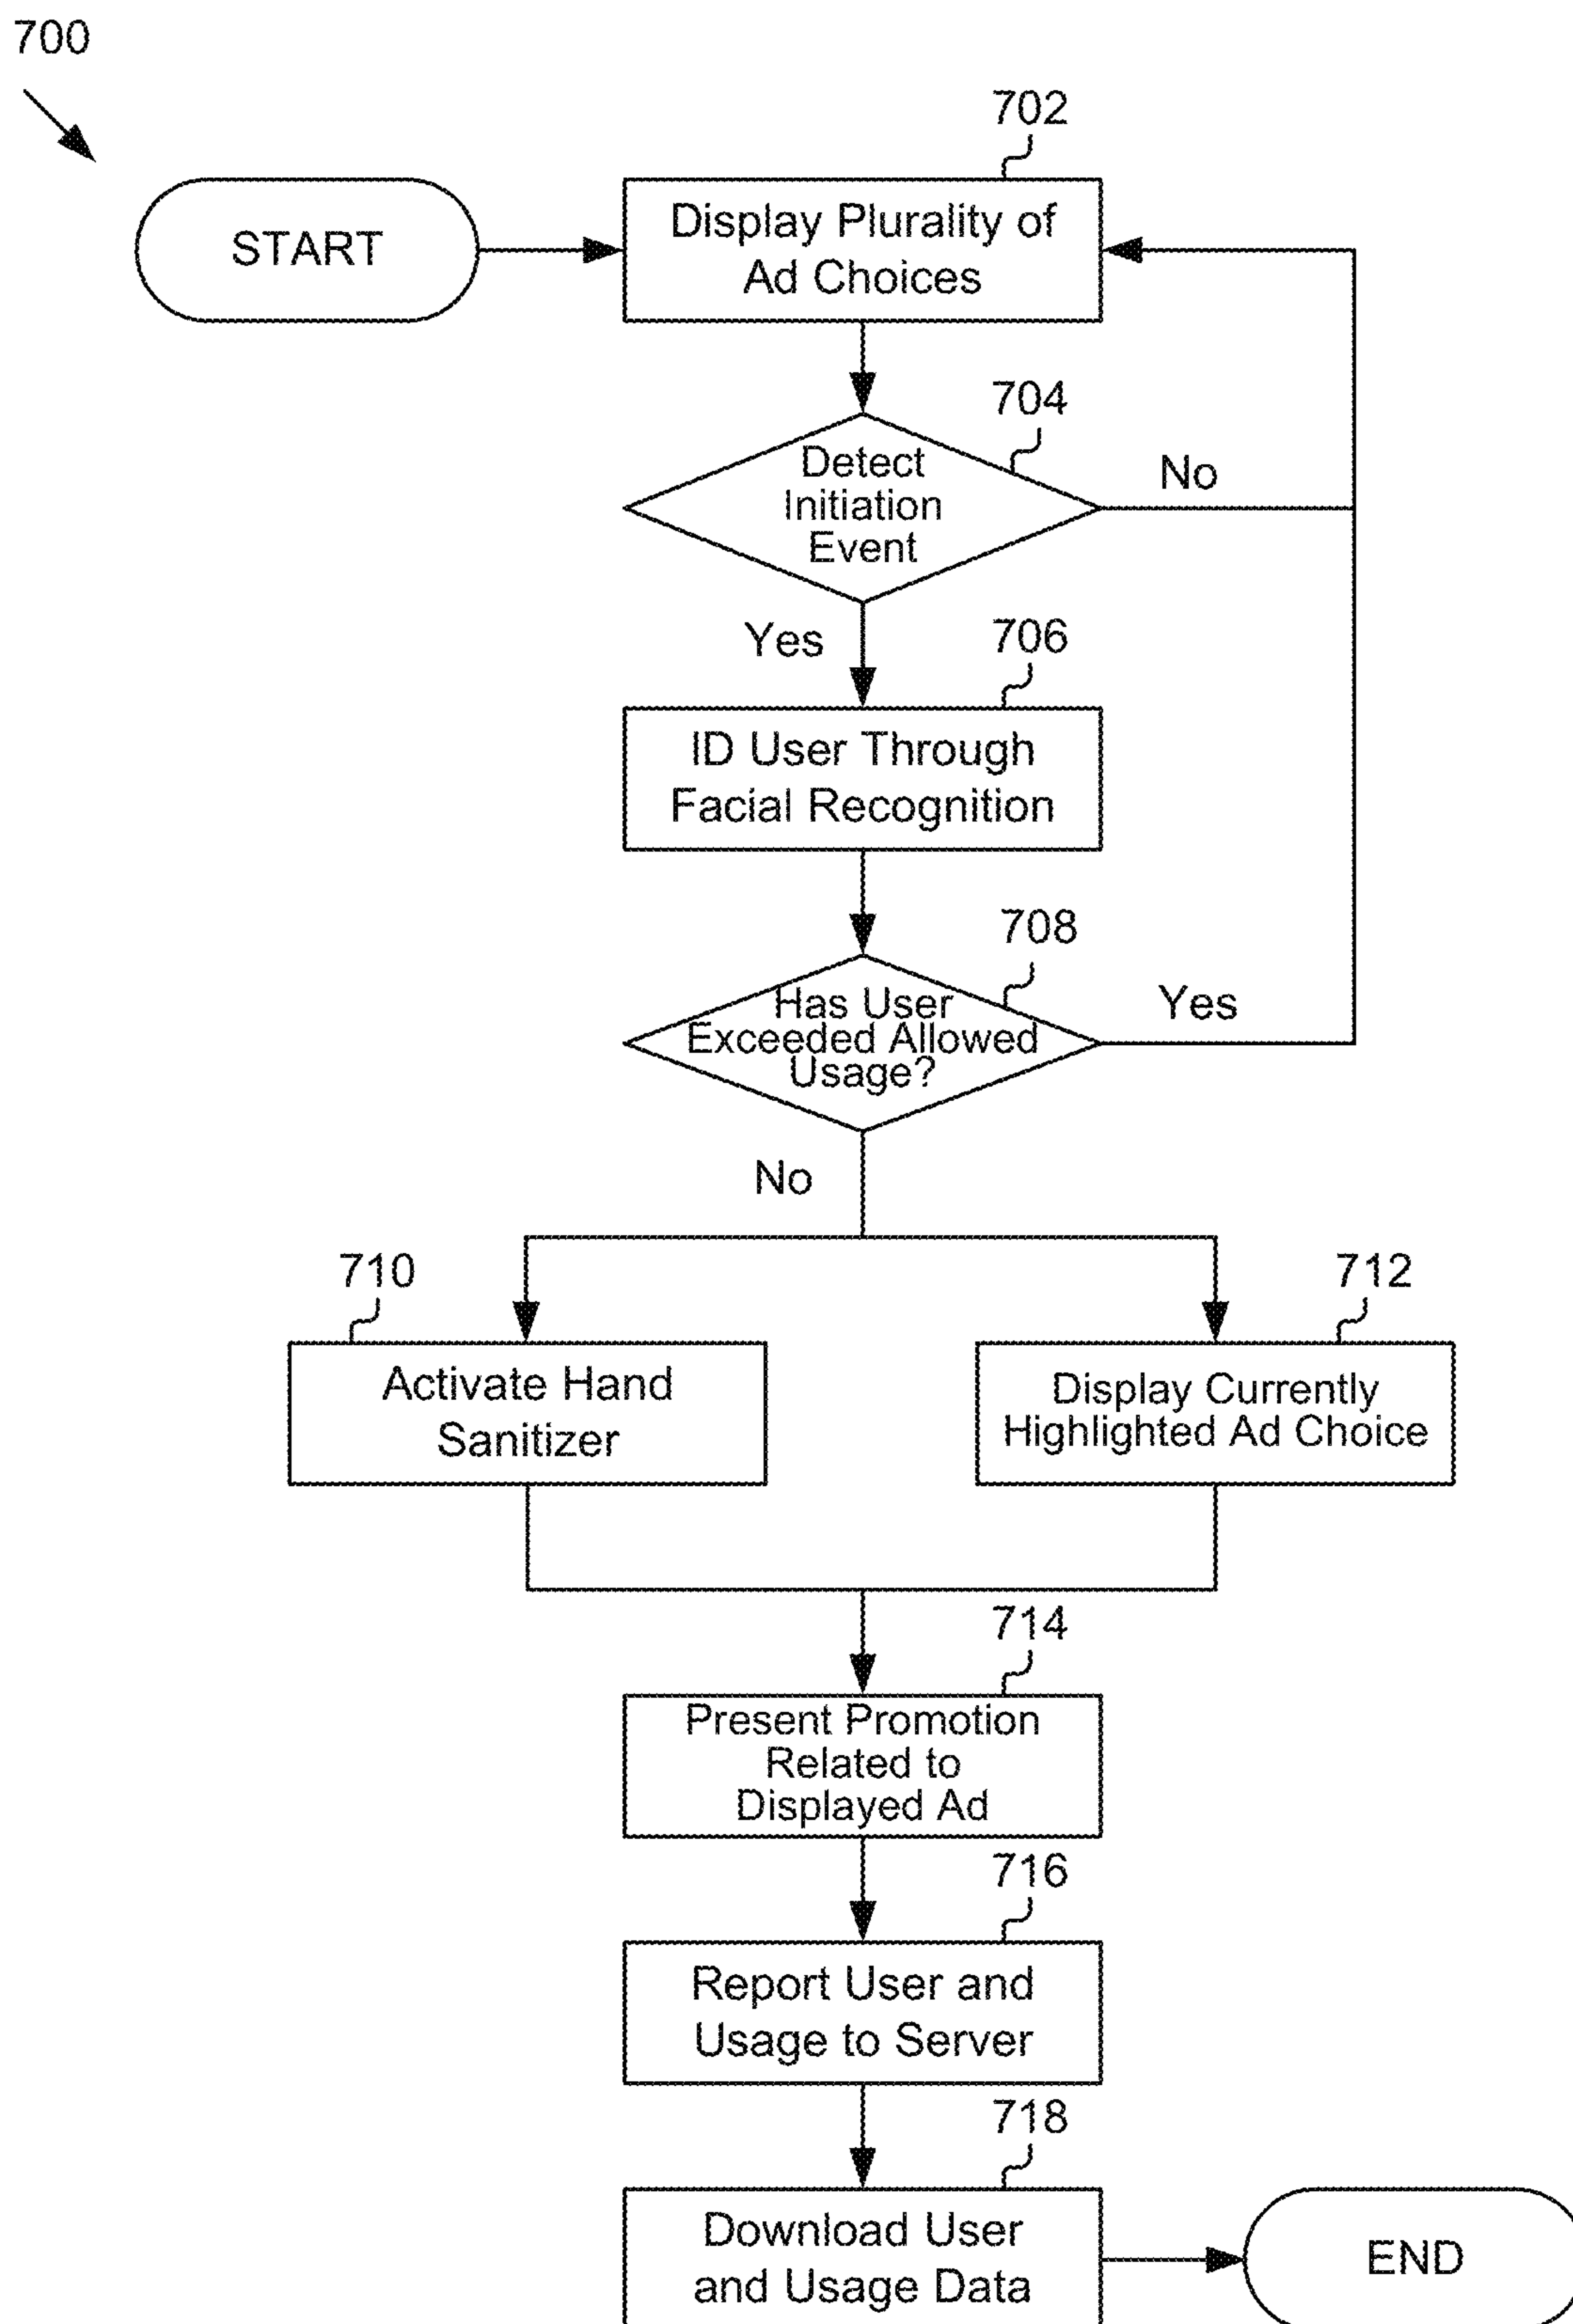 700
702
START
Display Plurality of
Ad Choices
704
Detect
Initiation
Event
No
Yes
706
ID User Through
Facial Recognition
708
Has User
Exceeded Allowed
Usage?
Yes
No
710
712
Activate Hand
Sanitizer
Display Currently
Highlighted Ad Choice
714
Present Promotion
Related to
Displayed Ad
716
Report User and
Usage to Server
718
Download User
and Usage Data
END